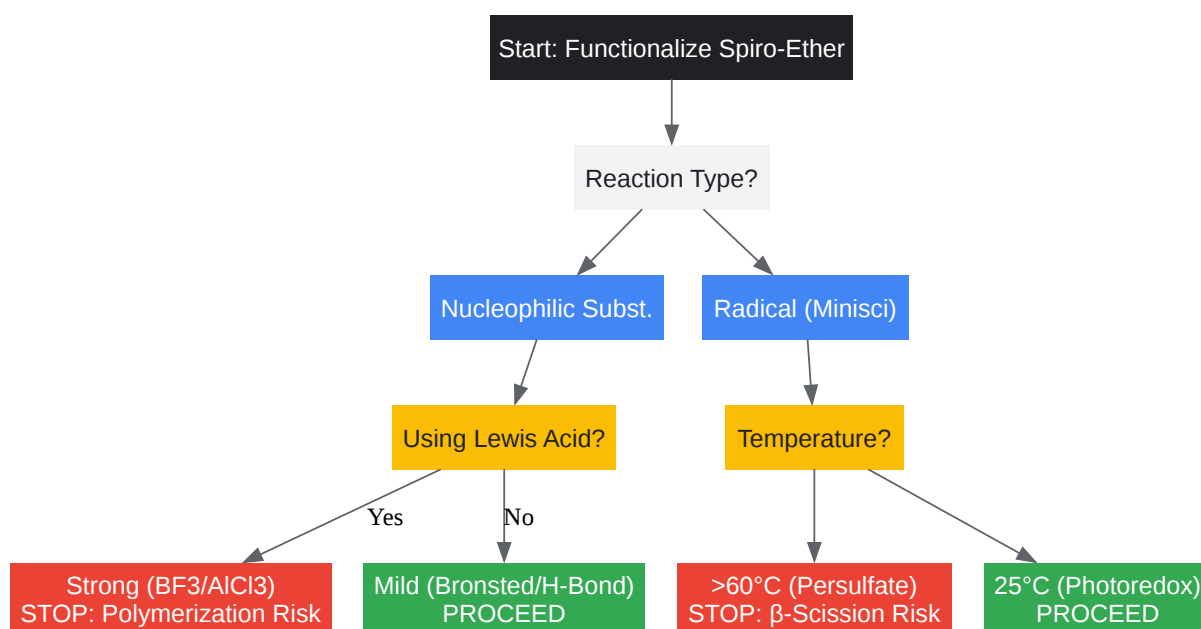 Start: Functionalize Spiro-Ether
Reaction Type?
Nucleophilic Subst.
Radical (Minisci)
Using Lewis Acid?
Temperature?
Yes
No
Strong (BF3/AlCl3)
STOP: Polymerization Risk
Mild (Bronsted/H-Bond)
PROCEED
>60°C (Persulfate)
STOP: β-Scission Risk
25°C (Photoredox)
PROCEED